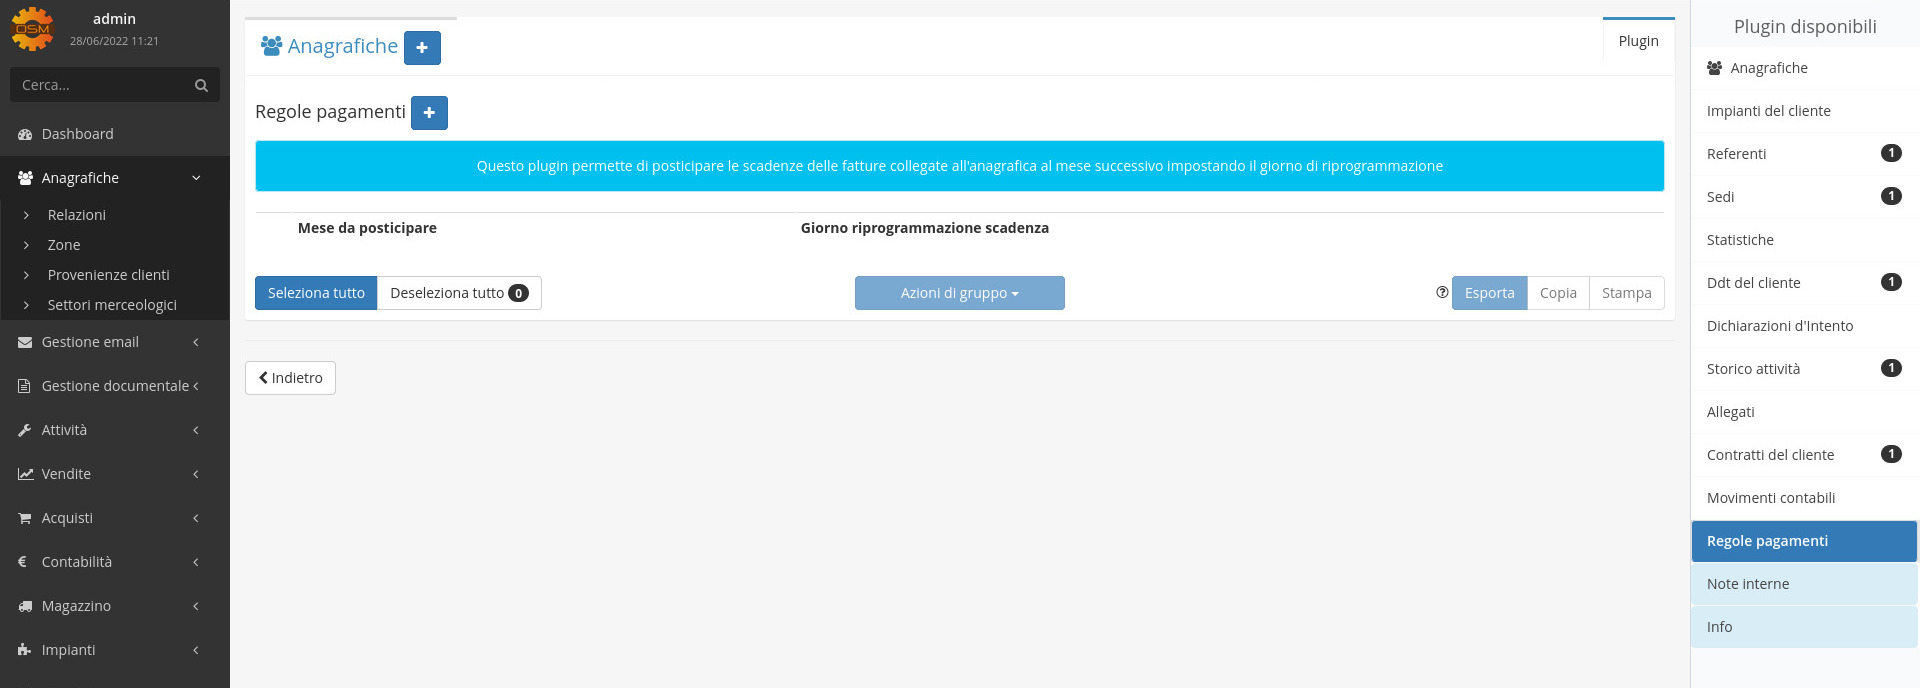 OSM
admin
28/06/2022 11:21
Cerca...
Dashboard
Anagrafiche
Relazioni
Zone
Provenienze clienti
Settori merceologici
Gestione email
Gestione documentale
Attività
Vendite
Acquisti
Contabilità
Magazzino
Impianti
Anagrafiche
Plugin
Regole pagamenti
Questo plugin permette di posticipare le scadenze delle fatture collegate all'anagrafica al mese successivo impostando il giorno di riprogrammazione
Mese da posticipare Giorno riprogrammazione scadenza
Seleziona tutto Deseleziona tutto 0 Azioni di gruppo Esporta Copia Stampa
Indietro
Plugin disponibili
Anagrafiche
Impianti del cliente
Referenti 1
Sedi 1
Statistiche
Ddt del cliente 1
Dichiarazioni d'Intento
Storico attività 1
Allegati
Contratti del cliente 1
Movimenti contabili
Regole pagamenti
Note interne
Info